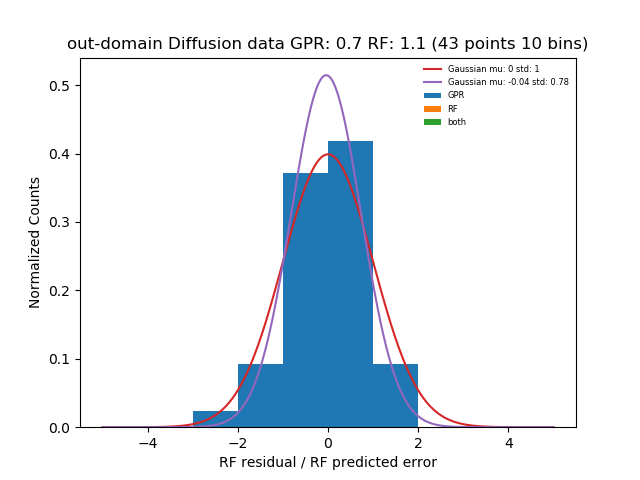 out-domain Diffusion data GPR: 0.7 RF: 1.1 (43 points 10 bins)
Gaussian mu: 0 std: 1
Gaussian mu: -0.04 std: 0.78
GPR
RF
both
0.5
0.4
0.3
0.2
0.1
0.0
Normalized Counts
−4
−2
0
2
4
RF residual / RF predicted error